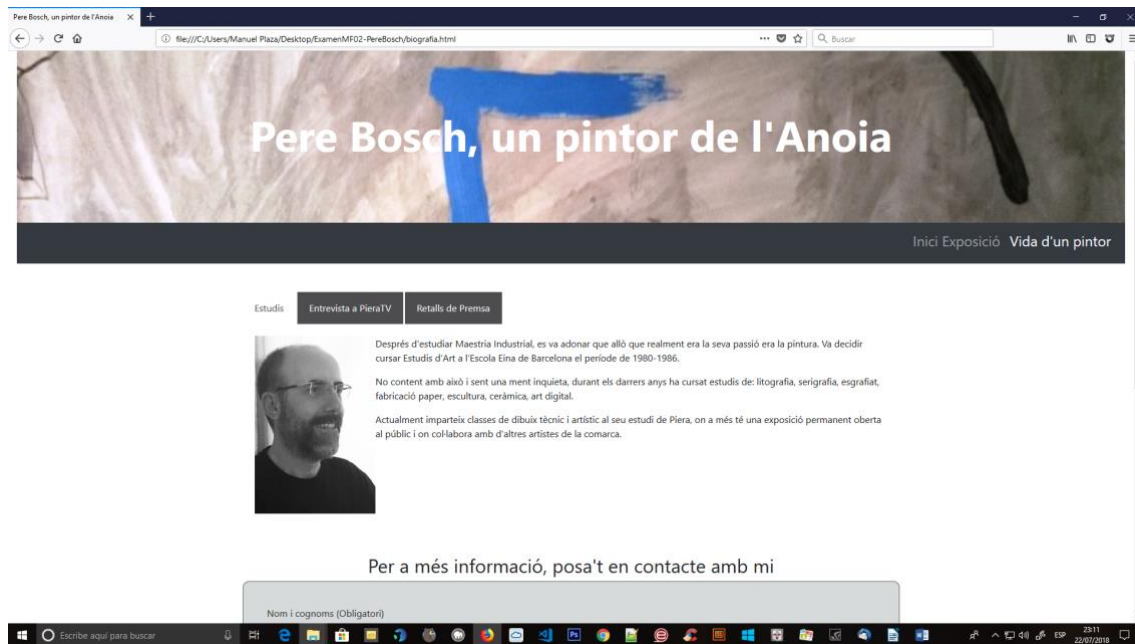 Pere Bosch, un pintor de l'Anoia
file:///C:/Users/Manuel Plaza/Desktop/ExamenMF02-PereBosch/biografia.html
Buscar
Pere Bosch, un pintor de l'Anoia
Inici Exposició Vida d'un pintor
Estudis Entrevista a PieraTV Retalls de Premsa
Després d'estudiar Maestria Industrial, es va adonar que allò que realment era la seva passió era la pintura. Va decidir
cursar Estudis d'Art a l'Escola Eina de Barcelona el període de 1980-1986.
No content amb això i sent una ment inquieta, durant els darrers anys ha cursat estudis de: litografia, serigrafia, esgrafiat,
fabricació paper, escultura, ceràmica, art digital.
Actualment imparteix classes de dibuix tècnic i artístic al seu estudi de Piera, on a més té una exposició permanent oberta
al públic i on col·labora amb d'altres artistes de la comarca.
Per a més informació, posa't en contacte amb mi
Nom i cognoms (Obligatori)
Escribe aquí para buscar
ESP
23:11
22/07/2018